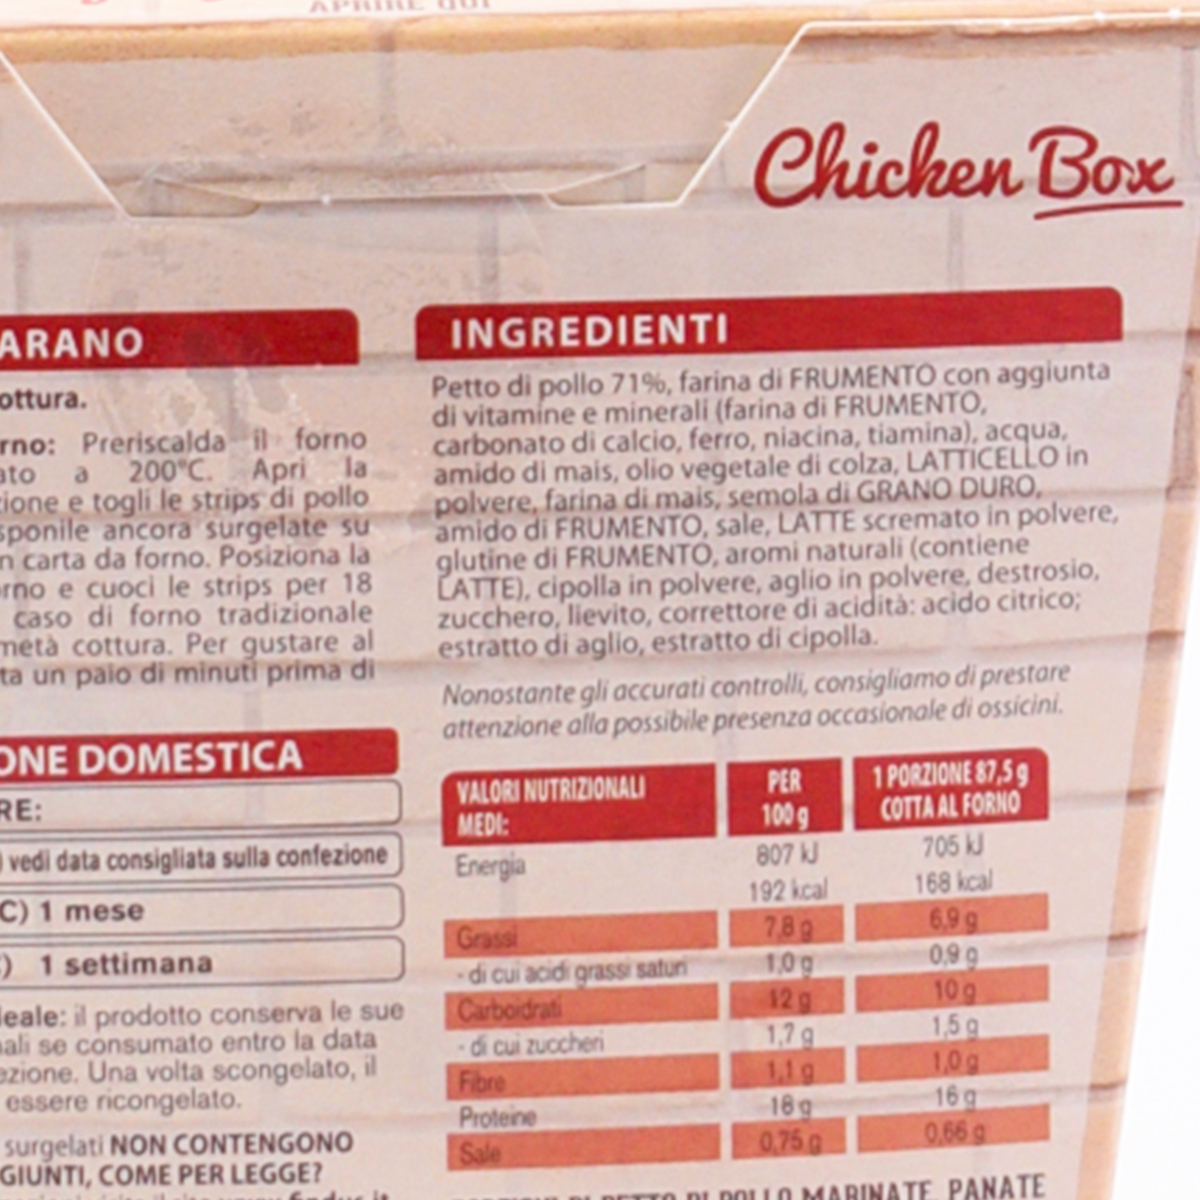 APRIRE QUI
Chicken Box
ARANO
ottura.
rno: Preriscalda il forno
ato a 200°C. Apri la
zione e togli le strips di pollo
sponile ancora surgelate su
n carta da forno. Posiziona la
rno e cuoci le strips per 18
caso di forno tradizionale
metà cottura. Per gustare al
ta un paio di minuti prima di
ONE DOMESTICA
RE:
) vedi data consigliata sulla confezione
C) 1 mese
) 1 settimana
deale: il prodotto conserva le sue
nali se consumato entro la data
ezione. Una volta scongelato, il
essere ricongelato.
surgelati NON CONTENGONO
GIUNTI, COME PER LEGGE?
INGREDIENTI
Petto di pollo 71%, farina di FRUMENTO con aggiunta
di vitamine e minerali (farina di FRUMENTO,
carbonato di calcio, ferro, niacina, tiamina), acqua,
amido di mais, olio vegetale di colza, LATTICELLO in
polvere, farina di mais, semola di GRANO DURO,
amido di FRUMENTO, sale, LATTE scremato in polvere,
glutine di FRUMENTO, aromi naturali (contiene
LATTE), cipolla in polvere, aglio in polvere, destrosio,
zucchero, lievito, correttore di acidità: acido citrico;
estratto di aglio, estratto di cipolla.
Nonostante gli accurati controlli, consigliamo di prestare
attenzione alla possibile presenza occasionale di ossicini.
VALORI NUTRIZIONALI MEDI: PER 100 g 1 PORZIONE 87,5 g COTTA AL FORNO
Energia 807 kJ 705 kJ
192 kcal 168 kcal
Grassi 7,8 g 6,9 g
- di cui acidi grassi saturi 1,0 g 0,9 g
Carboidrati 12 g 10 g
- di cui zuccheri 1,7 g 1,5 g
Fibre 1,1 g 1,0 g
Proteine 18 g 16 g
Sale 0,75 g 0,66 g
DI PETTO DI POLLO MARINATE, PANATE